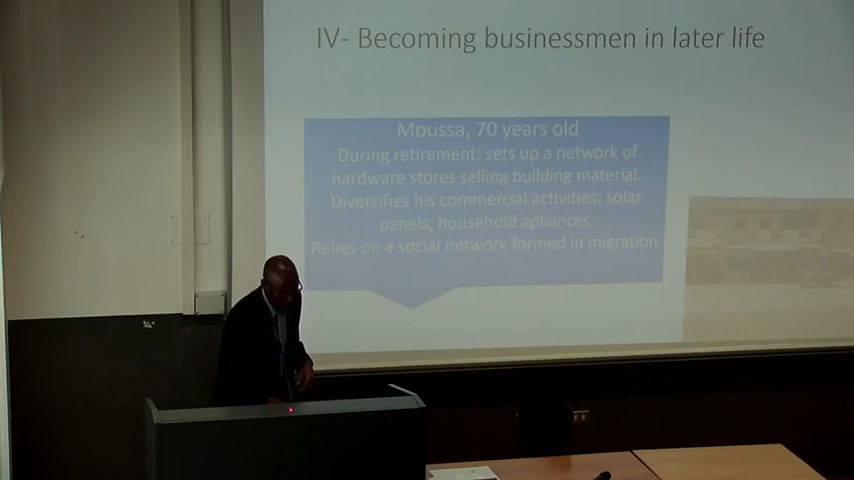 IV- Becoming businessmen in later life
Moussa, 70 years old
During retirement: sets up a network of
hardware stores selling building material.
Diversifies his commercial activities: solar
panels, household apliances.
Relies on a social network formed in migration